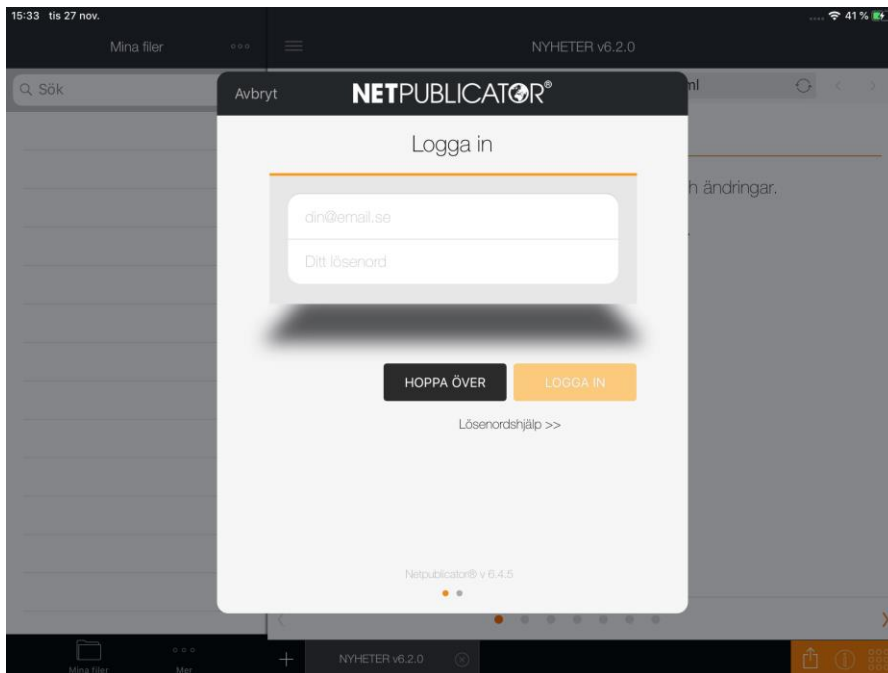 15:33 tis 27 nov.
41 %
Mina filer
NYHETER v6.2.0
Sök
ml
Avbryt
NETPUBLICATOR®
Logga in
h ändringar.
din@email.se
Ditt lösenord
HOPPA ÖVER
LOGGA IN
Lösenordshjälp >>
Netpublicator® v 6.4.5
Mina filer
Mer
NYHETER v6.2.0